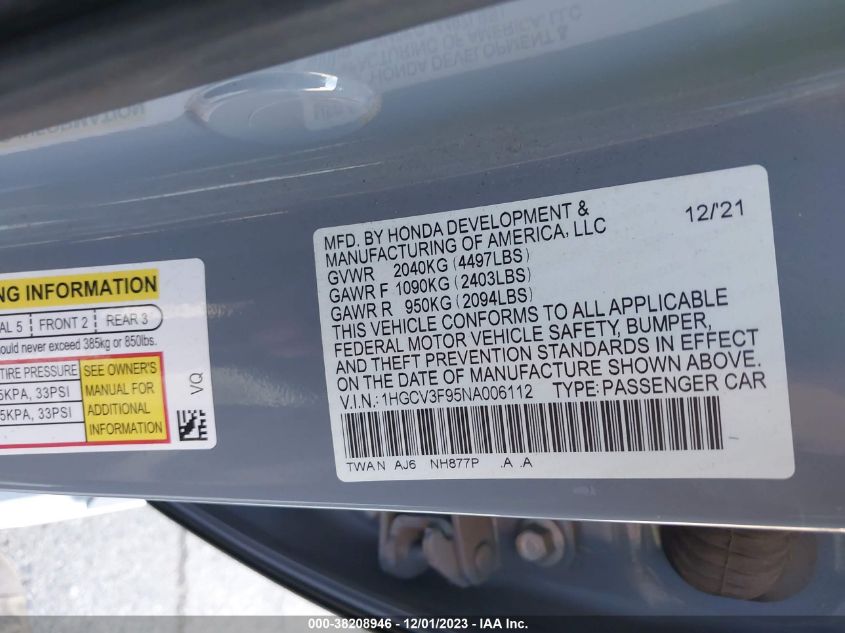 MFD. BY HONDA DEVELOPMENT &
MANUFACTURING OF AMERICA, LLC
12/'21
GVWR 2040KG (4497LBS)
GAWR F 1090KG (2403LBS)
GAWR R 950KG (2094LBS)
THIS VEHICLE CONFORMS TO ALL APPLICABLE
FEDERAL MOTOR VEHICLE SAFETY, BUMPER,
AND THEFT PREVENTION STANDARDS IN EFFECT
ON THE DATE OF MANUFACTURE SHOWN ABOVE.
V.I.N.: 1HGCV3F95NA006112 TYPE: PASSENGER CAR
TWA N AJ6 NH877P .A .A
NG INFORMATION
AL 5 FRONT 2 REAR 3
ould never exceed 385kg or 850lbs.
TIRE PRESSURE
5KPA, 33PSI
5KPA, 33PSI
SEE OWNER'S
MANUAL FOR
ADDITIONAL
INFORMATION
VQ
000-38208946 - 12/01/2023 - IAA Inc.